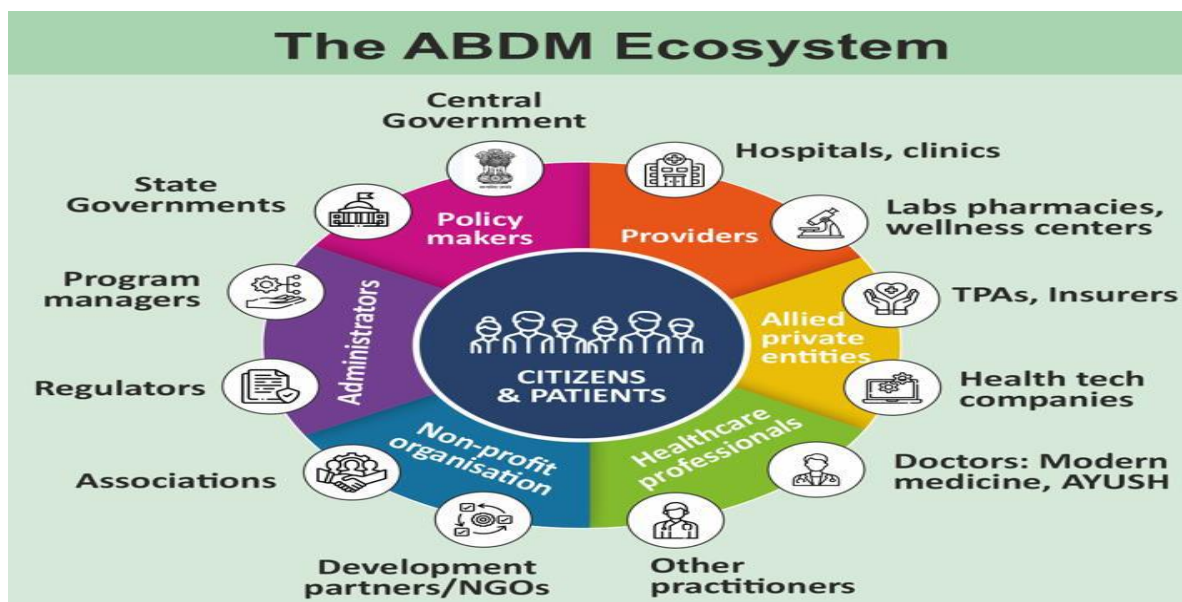 The ABDM Ecosystem
Central
Government
Hospitals, clinics
State
Governments
Labs pharmacies,
wellness centers
Policy
makers
Providers
Program
managers
TPAs, Insurers
Administrators
Allied
private
entities
CITIZENS
& PATIENTS
Regulators
Health tech
companies
Non-profit
organisation
Healthcare
professionals
Associations
Doctors: Modern
medicine, AYUSH
Development
partners/NGOs
Other
practitioners